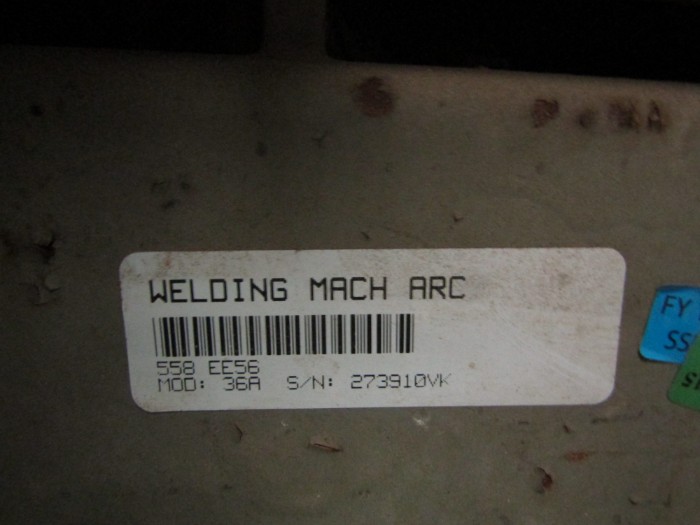 WELDING MACH ARC
558 EE56
MOD: 36A S/N: 273910VK
FY
SS